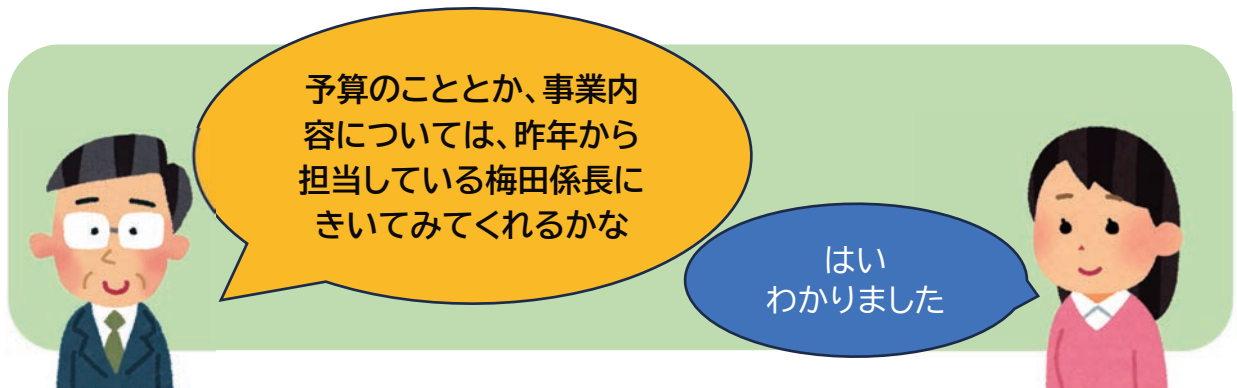 予算のこととか、事業内
容については、昨年から
担当している梅田係長に
きいてみてくれるかな
はい
わかりました